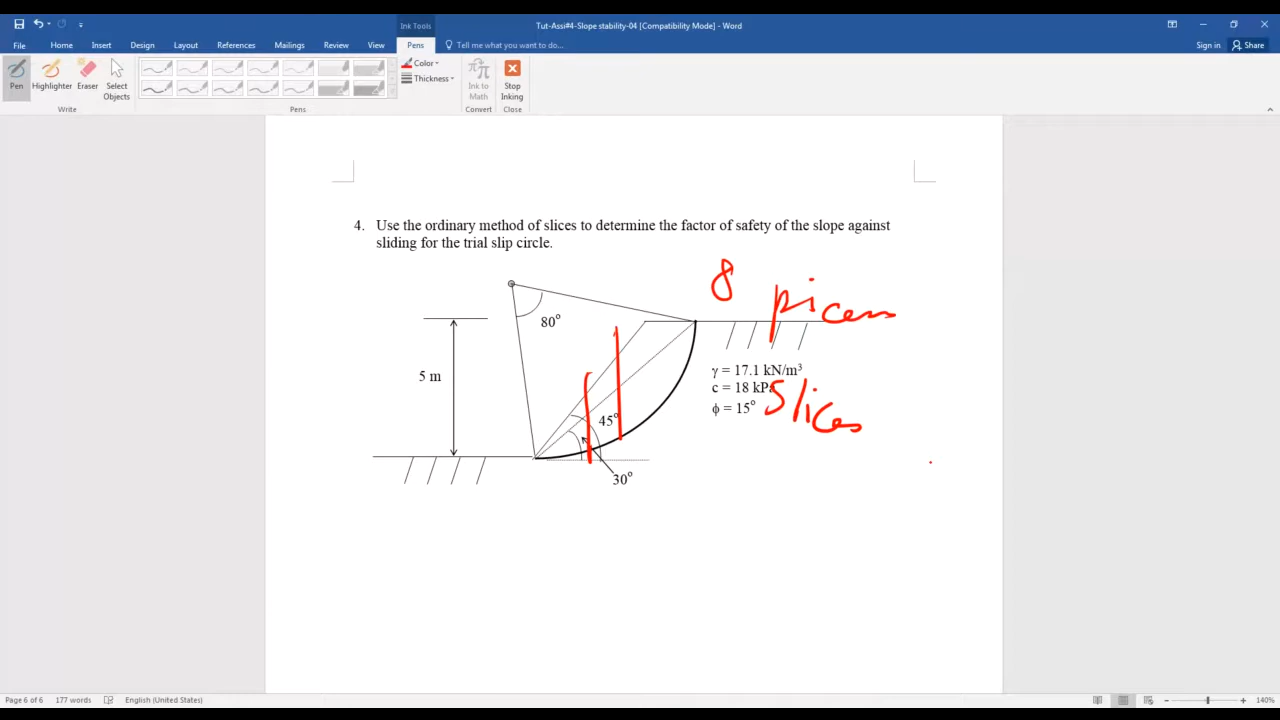 Ink Tools
Tut-Assi#4-Slope stability-04 [Compatibility Mode] - Word
File Home Insert Design Layout References Mailings Review View Pens Tell me what you want to do... Sign in Share
Pen Highlighter Eraser Select Objects
Color
Thickness
Ink to Math
Stop Inking
Write Pens Convert Close
4. Use the ordinary method of slices to determine the factor of safety of the slope against
sliding for the trial slip circle.
8 picess
80°
5 m
γ = 17.1 kN/m³
c = 18 kPa
slices
ϕ = 15°
45°
30°
Page 6 of 6 177 words English (United States) 140%